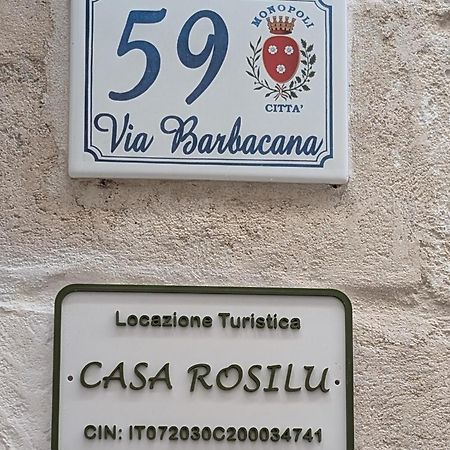 59
MONOPOLI
CITTA'
Via Barbacana
Locazione Turistica
CASA ROSILU
CIN: IT072030C200034741